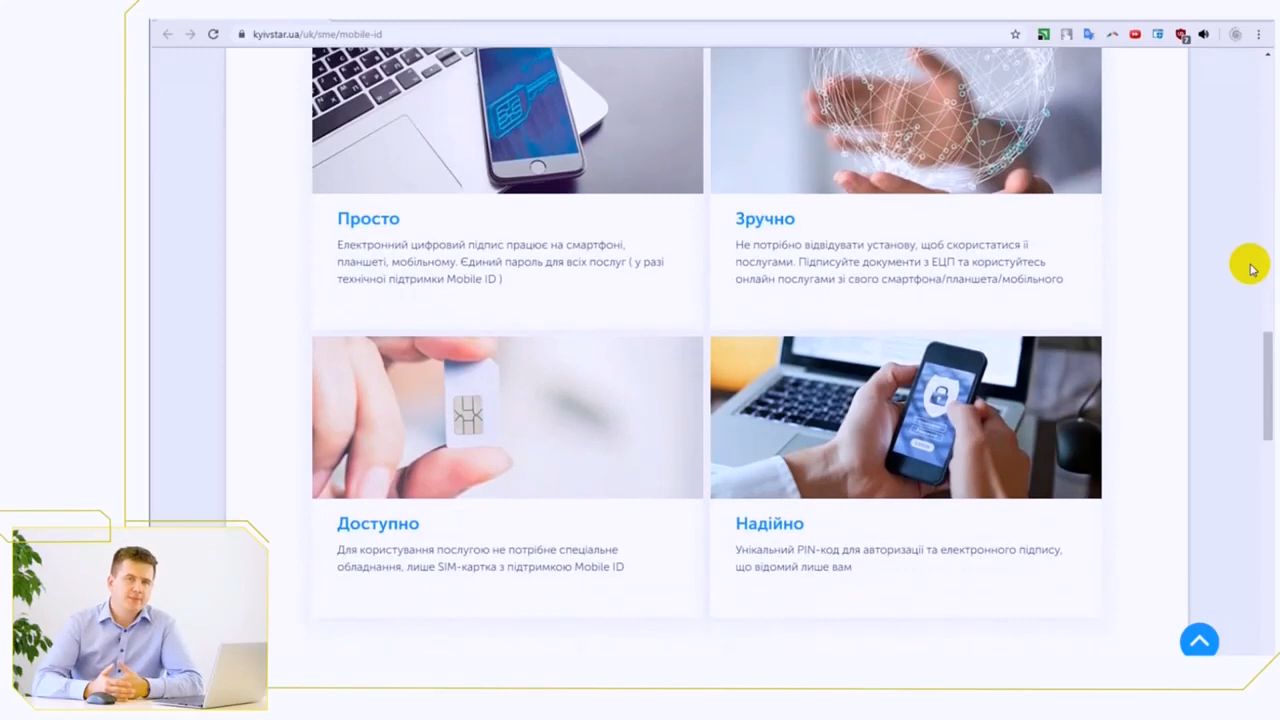 kyivstar.ua/uk/sme/mobile-id
Просто
Електронний цифровий підпис працює на смартфоні,
планшеті, мобільному. Єдиний пароль для всіх послуг ( у разі
технічної підтримки Mobile ID )
Зручно
Не потрібно відвідувати установу, щоб скористатися її
послугами. Підписуйте документи з ЕЦП та користуйтесь
онлайн послугами зі свого смартфона/планшета/мобільного
Доступно
Для користування послугою не потрібне спеціальне
обладнання, лише SIM-картка з підтримкою Mobile ID
Надійно
Унікальний PIN-код для авторизації та електронного підпису,
що відомий лише вам